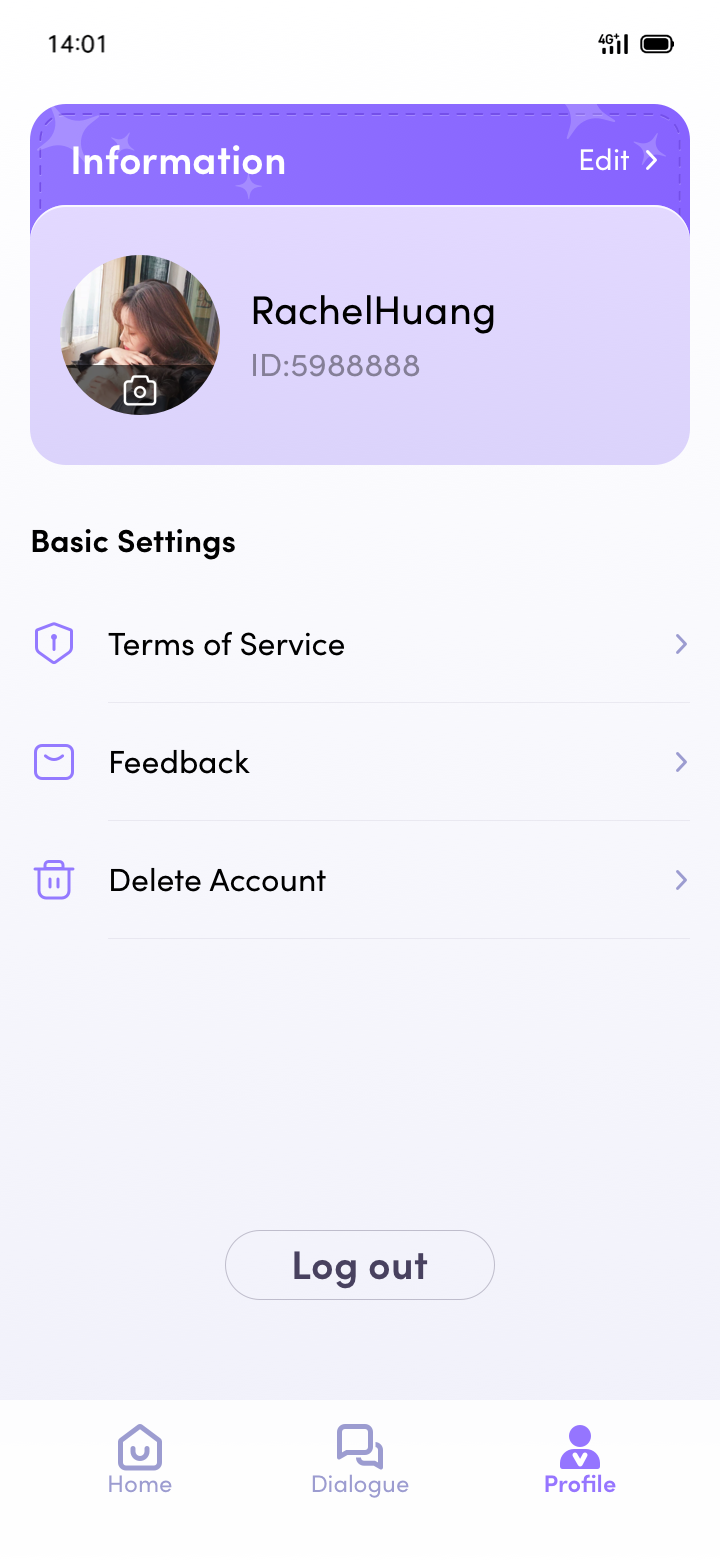 14:01
4G+
Information
Edit
RachelHuang
ID:5988888
Basic Settings
Terms of Service
Feedback
Delete Account
Log out
Home
Dialogue
Profile